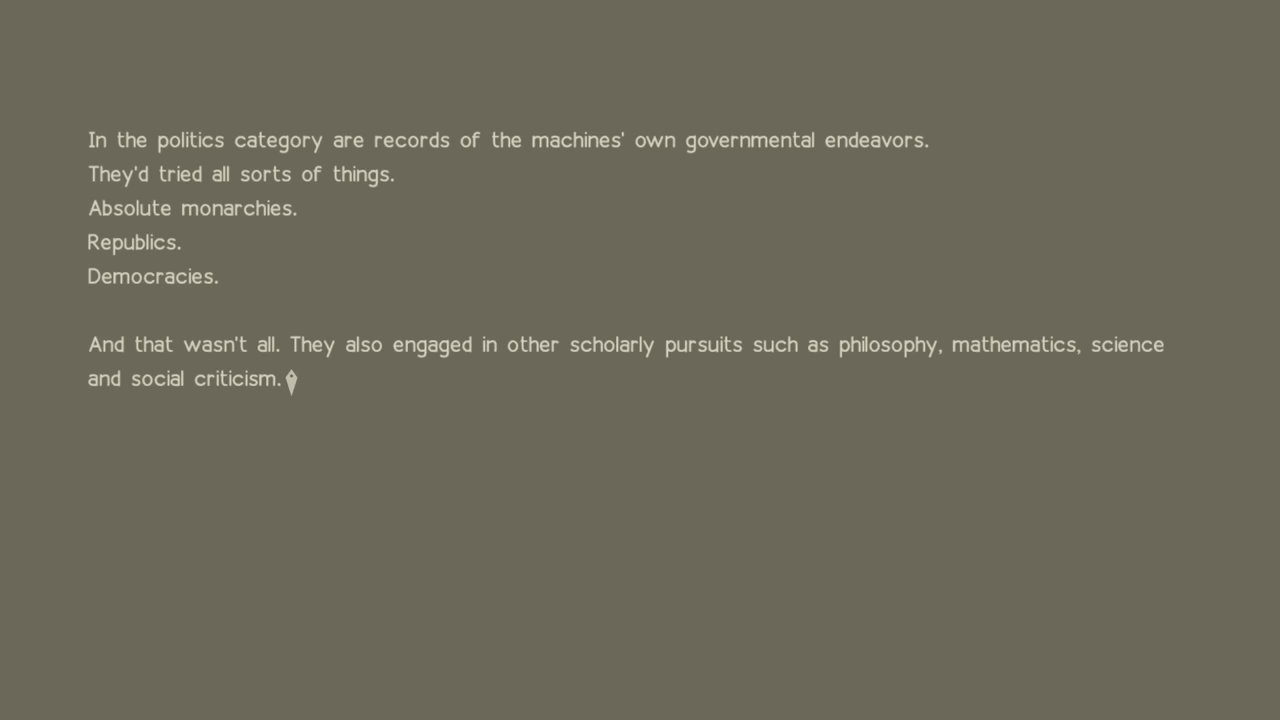 In the politics category are records of the machines' own governmental endeavors.
They'd tried all sorts of things.
Absolute monarchies.
Republics.
Democracies.
And that wasn't all. They also engaged in other scholarly pursuits such as philosophy, mathematics, science
and social criticism.